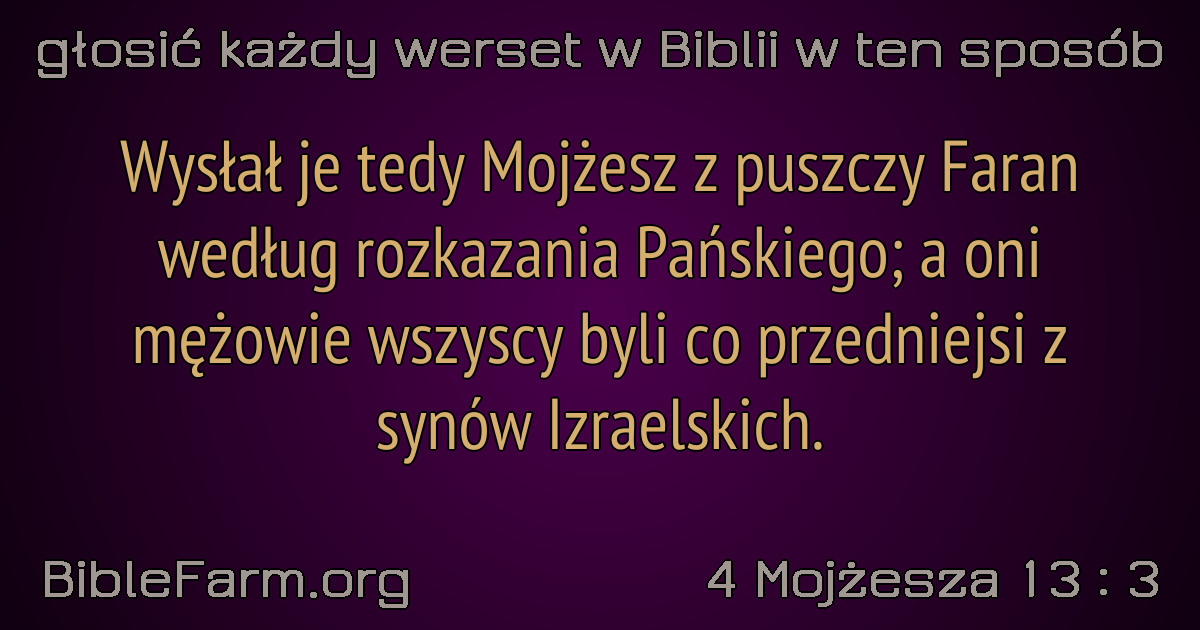 głosić każdy werset w Biblii w ten sposób
Wysłał je tedy Mojżesz z puszczy Faran
według rozkazania Pańskiego; a oni
mężowie wszyscy byli co przedniejsi z
synów Izraelskich.
BibleFarm.org
4 Mojżesza 13 : 3